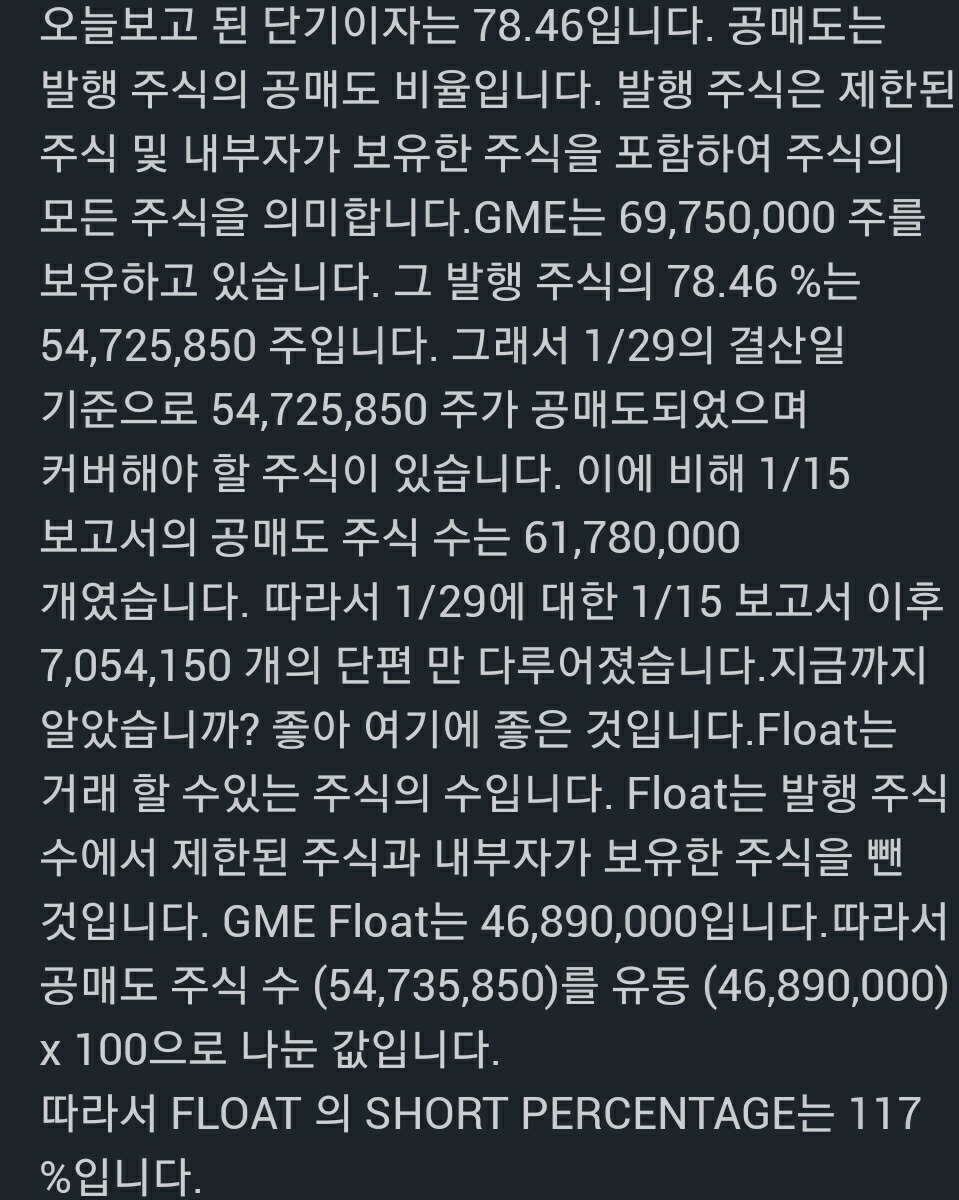 오늘보고 된 단기이자는 78.46입니다. 공매도는
발행 주식의 공매도 비율입니다. 발행 주식은 제한된
주식 및 내부자가 보유한 주식을 포함하여 주식의
모든 주식을 의미합니다.GME는 69,750,000 주를
보유하고 있습니다. 그 발행 주식의 78.46 %는
54,725,850 주입니다. 그래서 1/29의 결산일
기준으로 54,725,850 주가 공매도되었으며
커버해야 할 주식이 있습니다. 이에 비해 1/15
보고서의 공매도 주식 수는 61,780,000
개였습니다. 따라서 1/29에 대한 1/15 보고서 이후
7,054,150 개의 단편 만 다루어졌습니다.지금까지
알았습니까? 좋아 여기에 좋은 것입니다.Float는
거래 할 수있는 주식의 수입니다. Float는 발행 주식
수에서 제한된 주식과 내부자가 보유한 주식을 뺀
것입니다. GME Float는 46,890,000입니다.따라서
공매도 주식 수 (54,735,850)를 유동 (46,890,000)
x 100으로 나눈 값입니다.
따라서 FLOAT 의 SHORT PERCENTAGE는 117
%입니다.